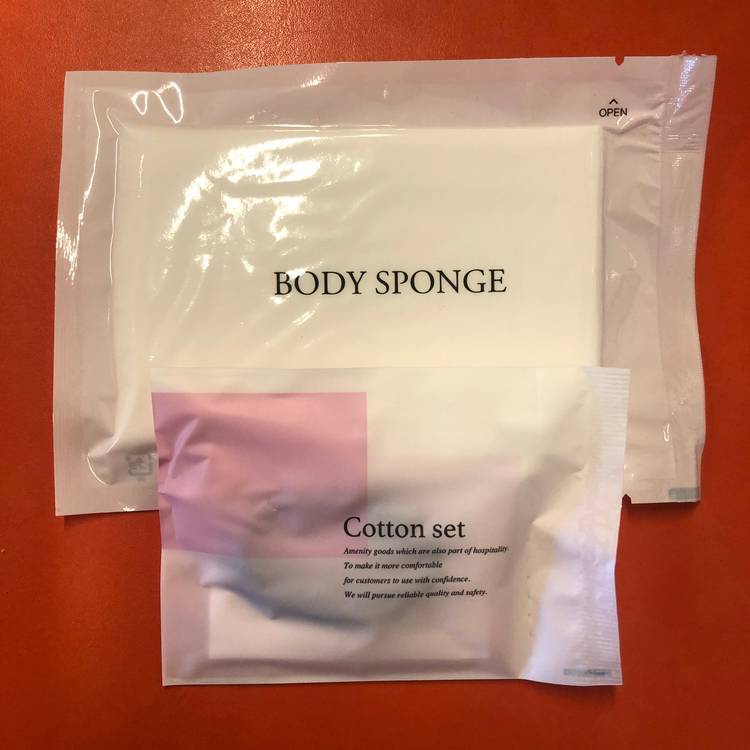 OPEN
BODY SPONGE
Cotton set
Amenity goods which are also part of hospitality.
To make it more comfortable
for customers to use with confidence.
We will pursue reliable quality and safety.